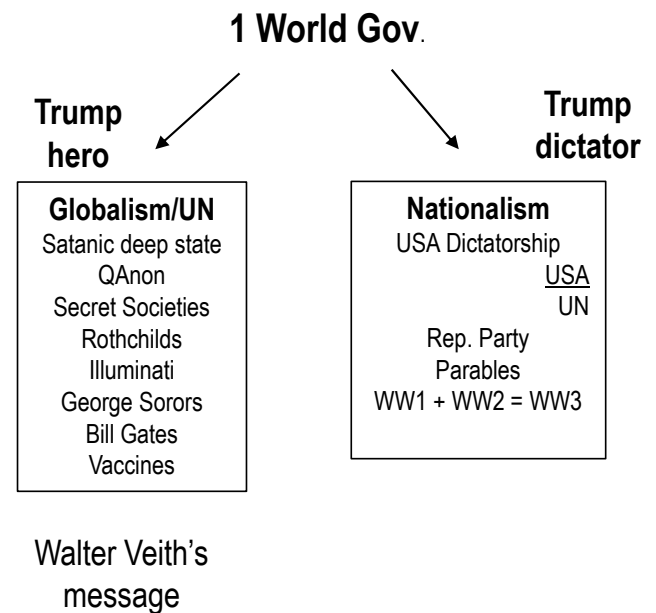 1 World Gov.
Trump
hero
Globalism/UN
Satanic deep state
QAnon
Secret Societies
Rothchilds
Illuminati
George Sorors
Bill Gates
Vaccines
Walter Veith's
message
Trump
dictator
Nationalism
USA Dictatorship
USA
UN
Rep. Party
Parables
WW1 + WW2 = WW3